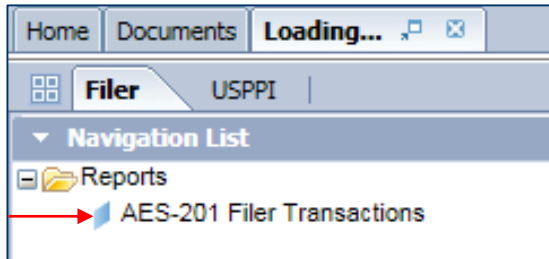 Home Documents Loading...
Filer USPPI
Navigation List
Reports
AES-201 Filer Transactions